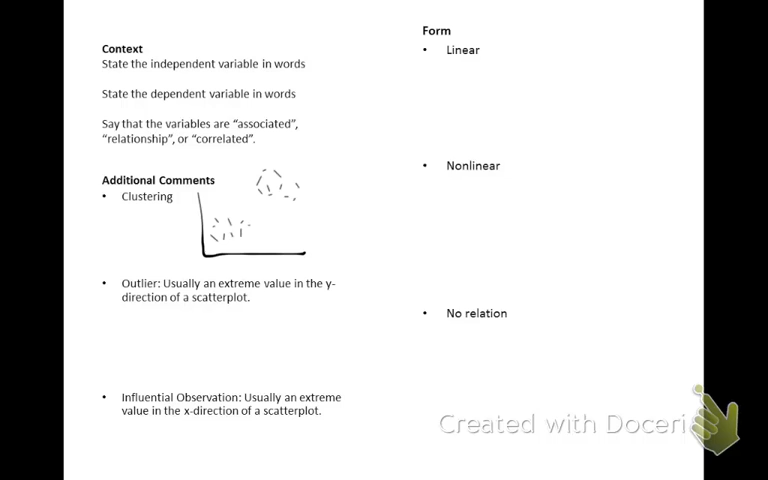 Context
State the independent variable in words
State the dependent variable in words
Say that the variables are “associated”,
“relationship”, or “correlated”.
Additional Comments
• Clustering
• Outlier: Usually an extreme value in the y-
direction of a scatterplot.
• Influential Observation: Usually an extreme
value in the x-direction of a scatterplot.
Form
• Linear
• Nonlinear
• No relation
Created with Doceri